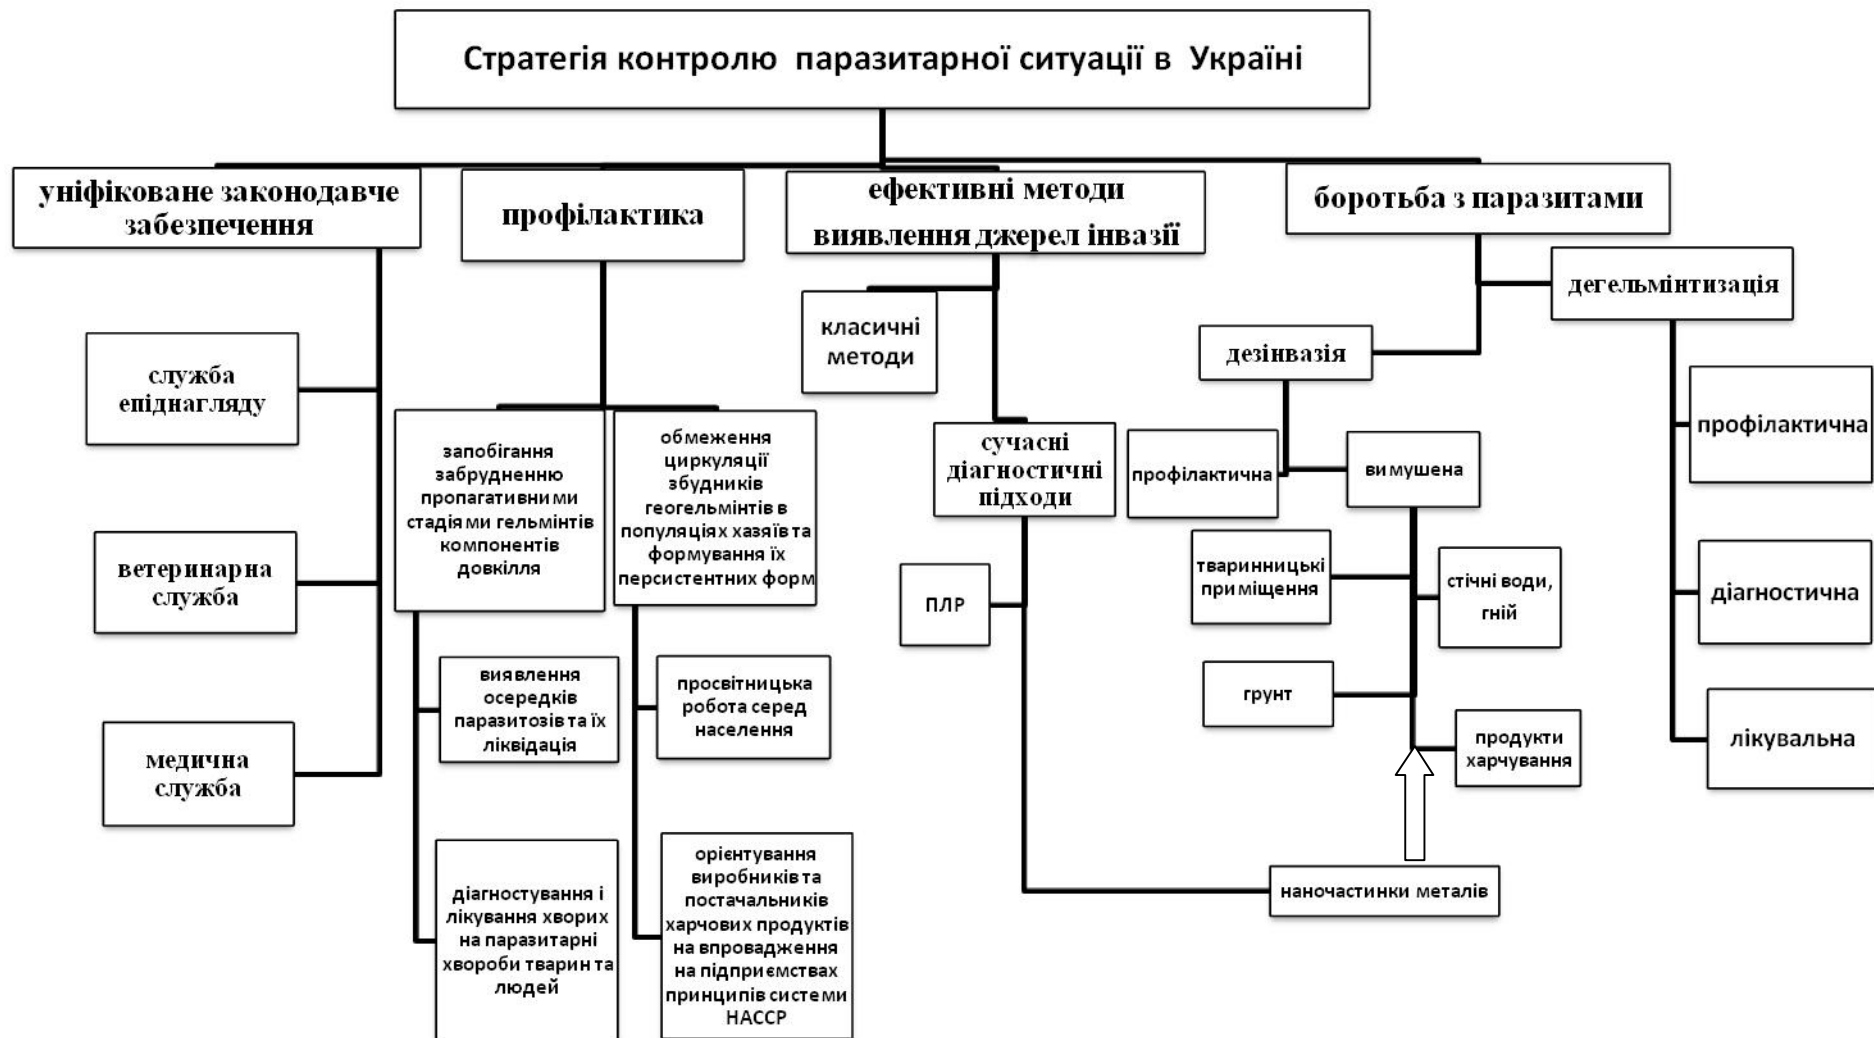 Стратегія контролю паразитарної ситуації в Україні
уніфіковане законодавче
забезпечення
служба
епіднагляду
ветеринарна
служба
медична
служба
профілактика
запобігання
забрудненню
пропагативними
стадіями гельмінтів
компонентів
довкілля
виявлення
осередків
паразитозів та їх
ліквідація
діагностування і
лікування хворих
на паразитарні
хвороби тварин та
людей
обмеження
циркуляції
збудників
геогельмінтів в
популяціях хазяїв та
формування їх
персистентних форм
просвітницька
робота серед
населення
орієнтування
виробників та
постачальників
харчових продуктів
на впровадження
на підприємствах
принципів системи
НАССР
ефективні методи
виявлення джерел інвазії
класичні
методи
сучасні
діагностичні
підходи
ПЛР
наночастинки металів
боротьба з паразитами
дезінвазія
профілактична
вимушена
тваринницькі
приміщення
стічні води,
гній
грунт
продукти
харчування
дегельмінтизація
профілактична
діагностична
лікувальна